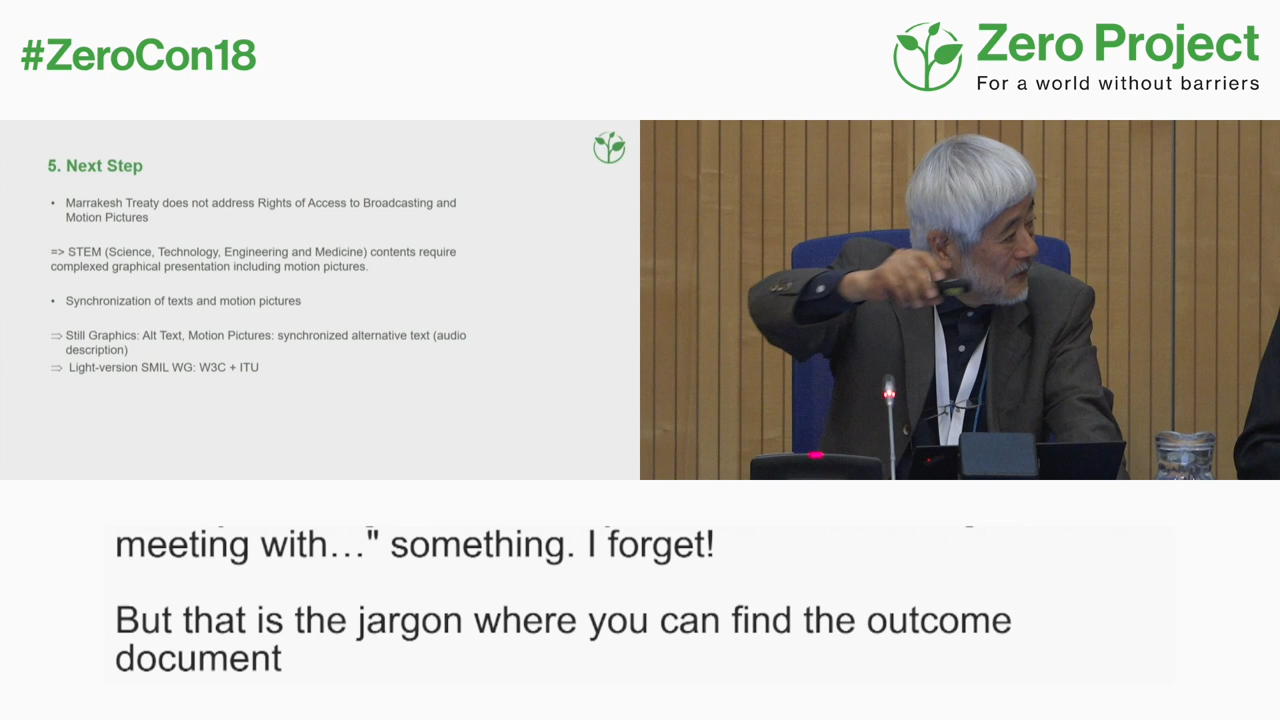 #ZeroCon18
Zero Project
For a world without barriers
5. Next Step
• Marrakesh Treaty does not address Rights of Access to Broadcasting and
Motion Pictures
=> STEM (Science, Technology, Engineering and Medicine) contents require
complexed graphical presentation including motion pictures.
• Synchronization of texts and motion pictures
⇒ Still Graphics: Alt Text, Motion Pictures: synchronized alternative text (audio
description)
⇒ Light-version SMIL WG: W3C + ITU
meeting with…" something. I forget!
But that is the jargon where you can find the outcome
document